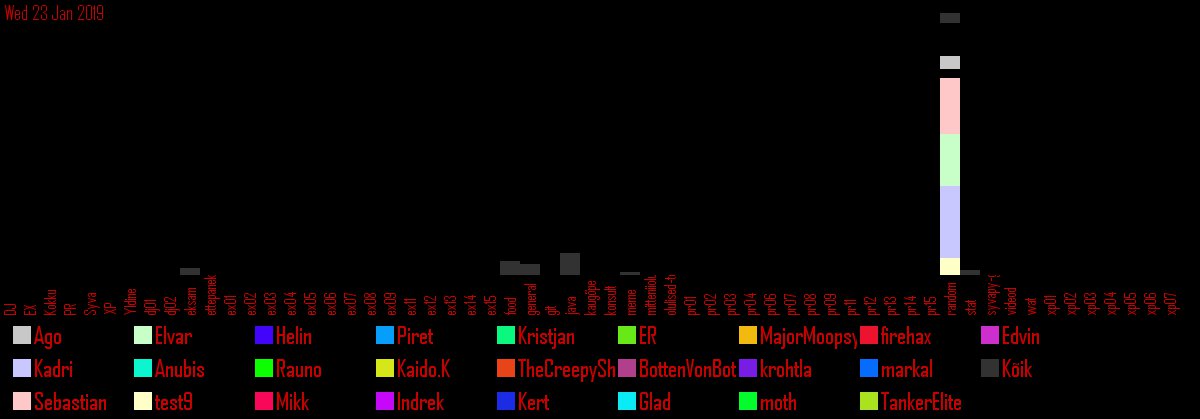 Wed 23 Jan 2019
DJ EX Kokku PR Syva XP Yldine dj01 dj02 eksam ettepanek ex01 ex02 ex03 ex04 ex05 ex06 ex07 ex08 ex09 ex11 ex12 ex13 ex14 ex15 food general git java kaugõpe konsult meme mitteriiul olulised-h pr01 pr02 pr03 pr04 pr06 pr07 pr08 pr09 pr11 pr12 pr13 pr14 pr15 random stat videod wat xp01 xp02 xp03 xp04 xp05 xp06 xp07
Ago Elvar Helin Piret Kristjan ER MajorMoopsy firehax Edvin
Kadri Anubis Rauno Kaido.K TheCreepySh BottenVonBot krohtla markal Kõik
Sebastian test9 Mikk Indrek Kert Glad moth TankerElite